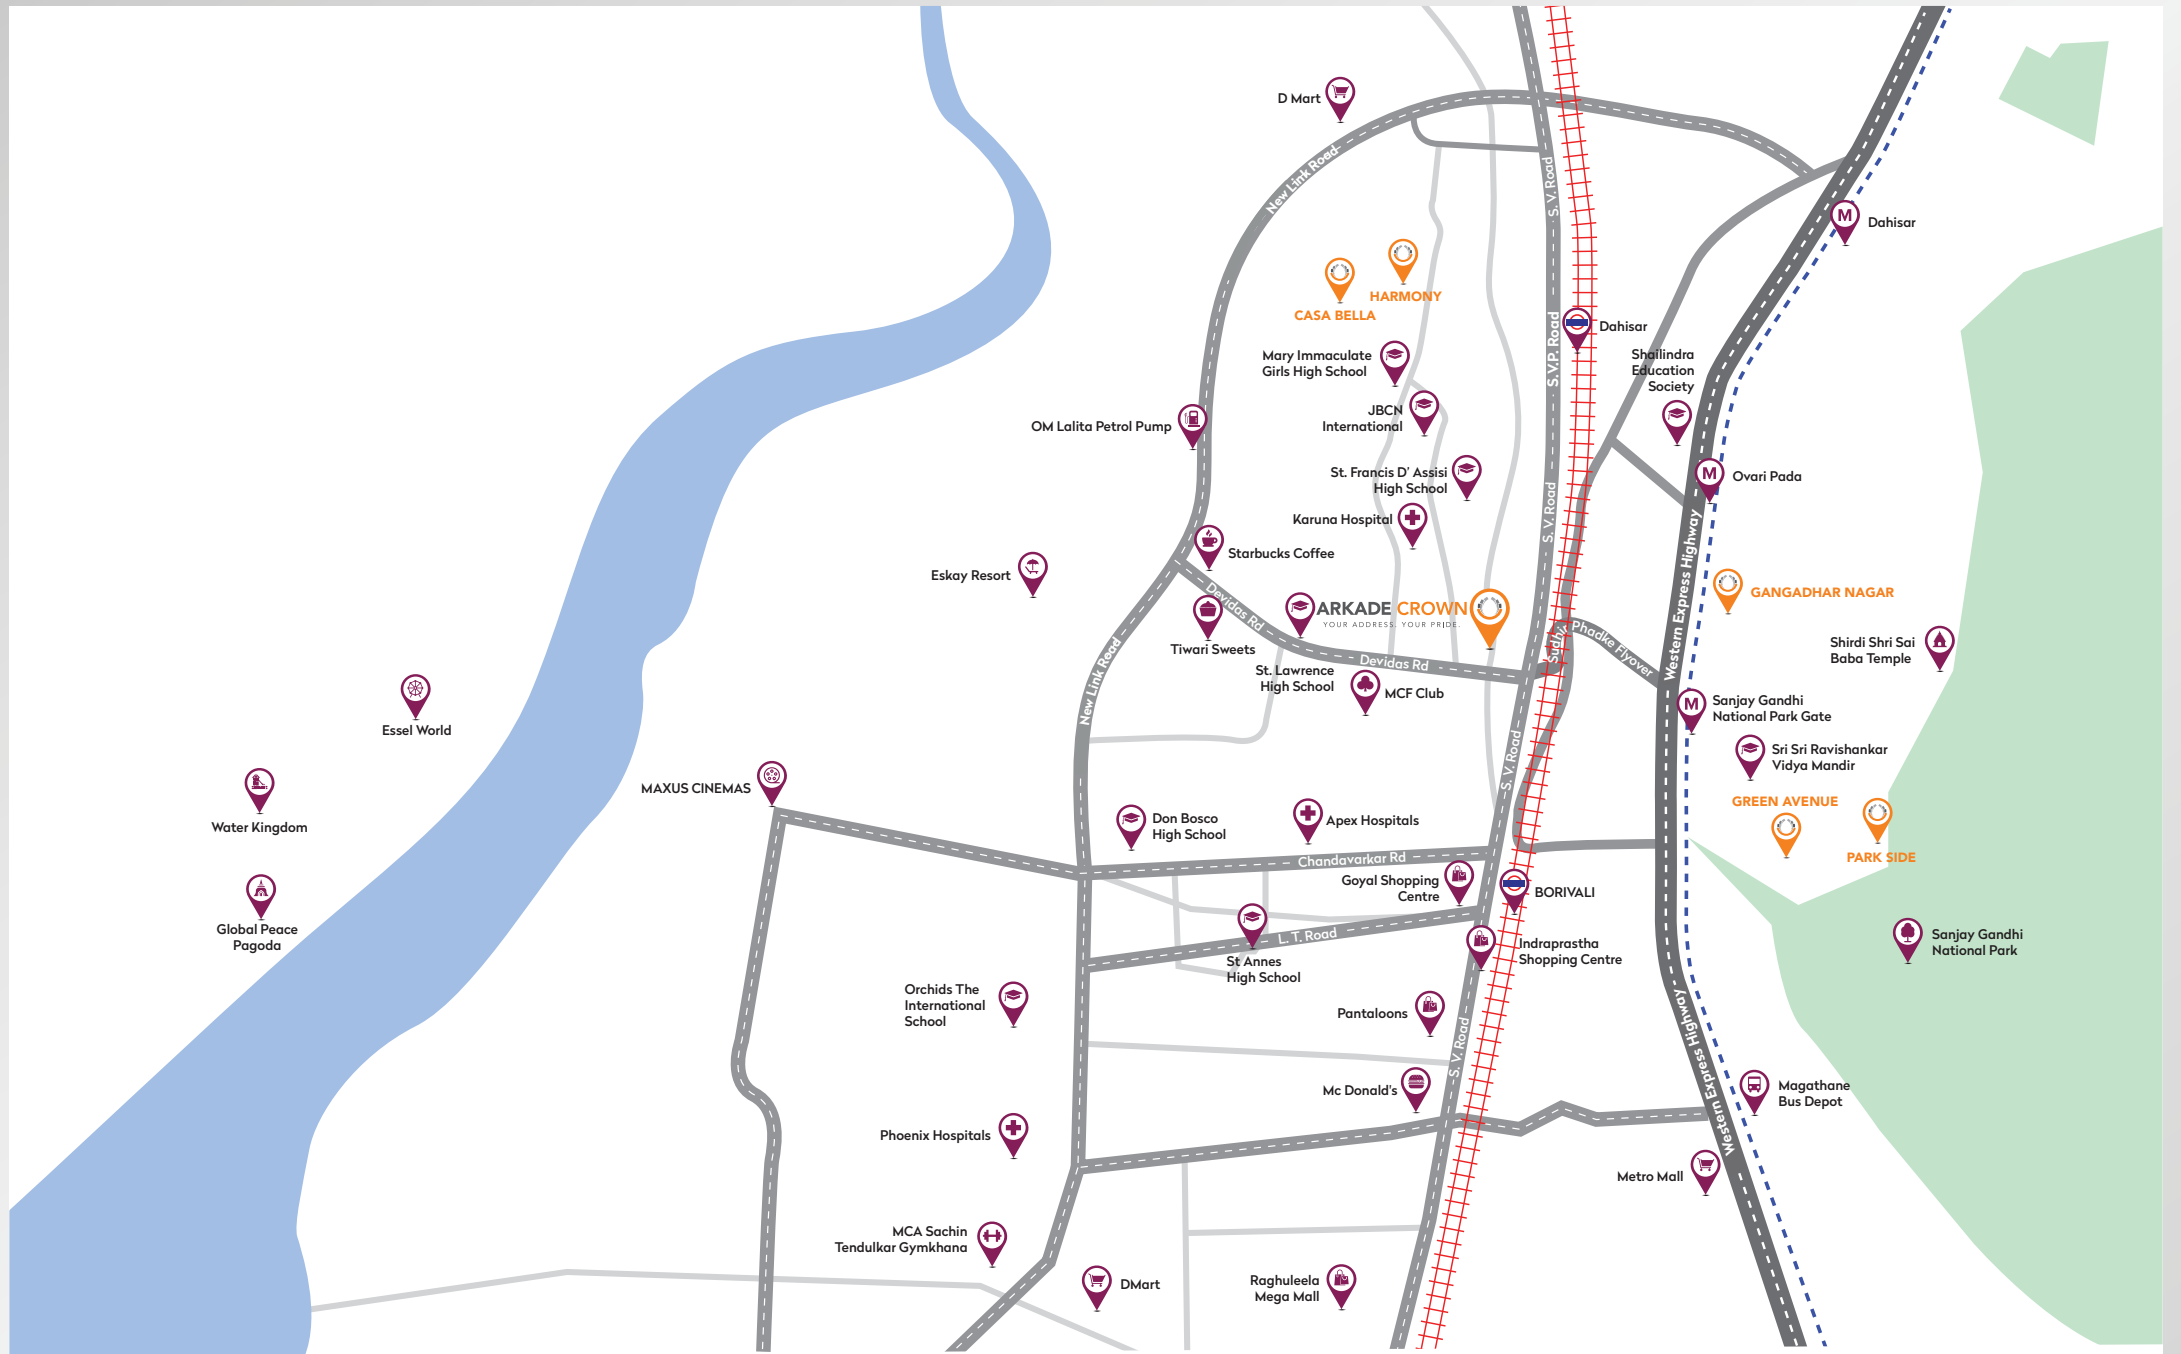 D Mart
New Link Road
S. V. Road
M
Dahisar
HARMONY
CASA BELLA
S.V.P. Road
Dahisar
Mary Immaculate
Girls High School
Shailindra
Education
Society
JBCN
International
OM Lalita Petrol Pump
St. Francis D' Assisi
High School
M
Ovari Pada
S. V. Road
Karuna Hospital
Starbucks Coffee
Eskay Resort
Western Express Highway
GANGADHAR NAGAR
Devidas Rd
ARKADE CROWN
YOUR ADDRESS. YOUR PRIDE.
Tiwari Sweets
Sudhir Phadke Flyover
Shirdi Shri Sai
Baba Temple
Devidas Rd
St. Lawrence
High School
MCF Club
New Link Road
M
Sanjay Gandhi
National Park Gate
Essel World
S. V. Road
Sri Sri Ravishankar
Vidya Mandir
MAXUS CINEMAS
GREEN AVENUE
Water Kingdom
Don Bosco
High School
Apex Hospitals
PARK SIDE
Chandavarkar Rd
Goyal Shopping
Centre
BORIVALI
Global Peace
Pagoda
L. T. Road
Indraprastha
Shopping Centre
Sanjay Gandhi
National Park
St Annes
High School
Orchids The
International
School
Pantaloons
S. V. Road
Western Express Highway
Mc Donald's
Magathane
Bus Depot
Phoenix Hospitals
Metro Mall
MCA Sachin
Tendulkar Gymkhana
DMart
Raghuleela
Mega Mall